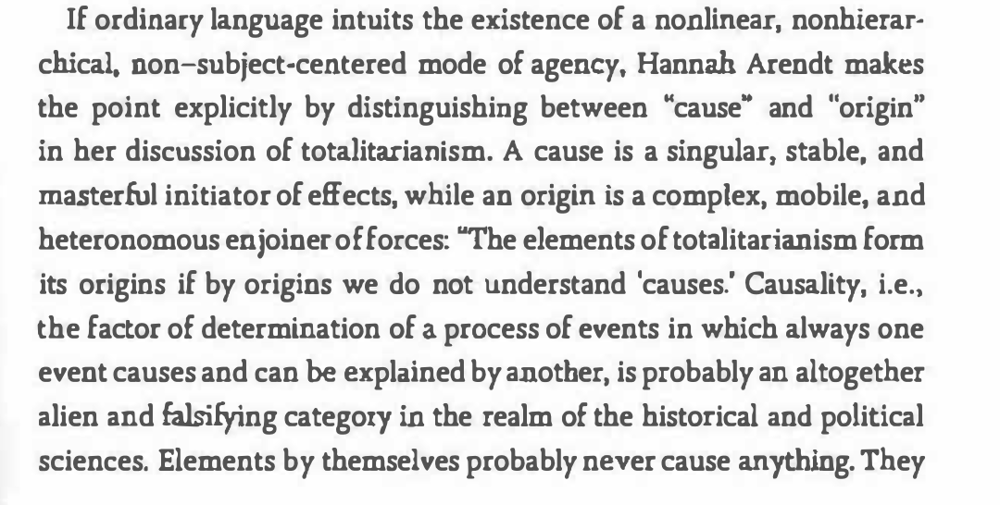 If ordinary language intuits the existence of a nonlinear, nonhierar-
chical, non–subject-centered mode of agency, Hannah Arendt makes
the point explicitly by distinguishing between "cause" and "origin"
in her discussion of totalitarianism. A cause is a singular, stable, and
masterful initiator of effects, while an origin is a complex, mobile, and
heteronomous enjoiner of forces: "The elements of totalitarianism form
its origins if by origins we do not understand 'causes.' Causality, i.e.,
the factor of determination of a process of events in which always one
event causes and can be explained by another, is probably an altogether
alien and falsifying category in the realm of the historical and political
sciences. Elements by themselves probably never cause anything. They